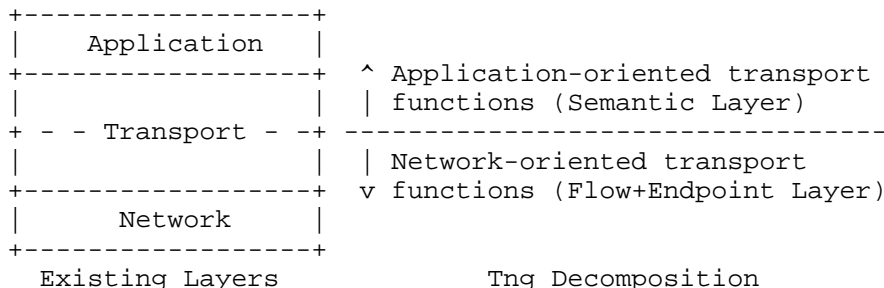 +-------------------+
|    Application    |
+-------------------+  ^ Application-oriented transport
|                   |  | functions (Semantic Layer)
+ - - Transport - - + ----------------------------------
|                   |  | Network-oriented transport
+-------------------+  v functions (Flow+Endpoint Layer)
|      Network      |
+-------------------+
Existing Layers             Tng Decomposition